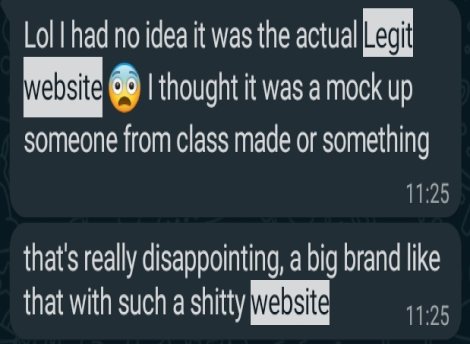 Lol I had no idea it was the actual Legit
website😨 I thought it was a mock up
someone from class made or something
11:25
that's really disappointing, a big brand like
that with such a shitty website
11:25